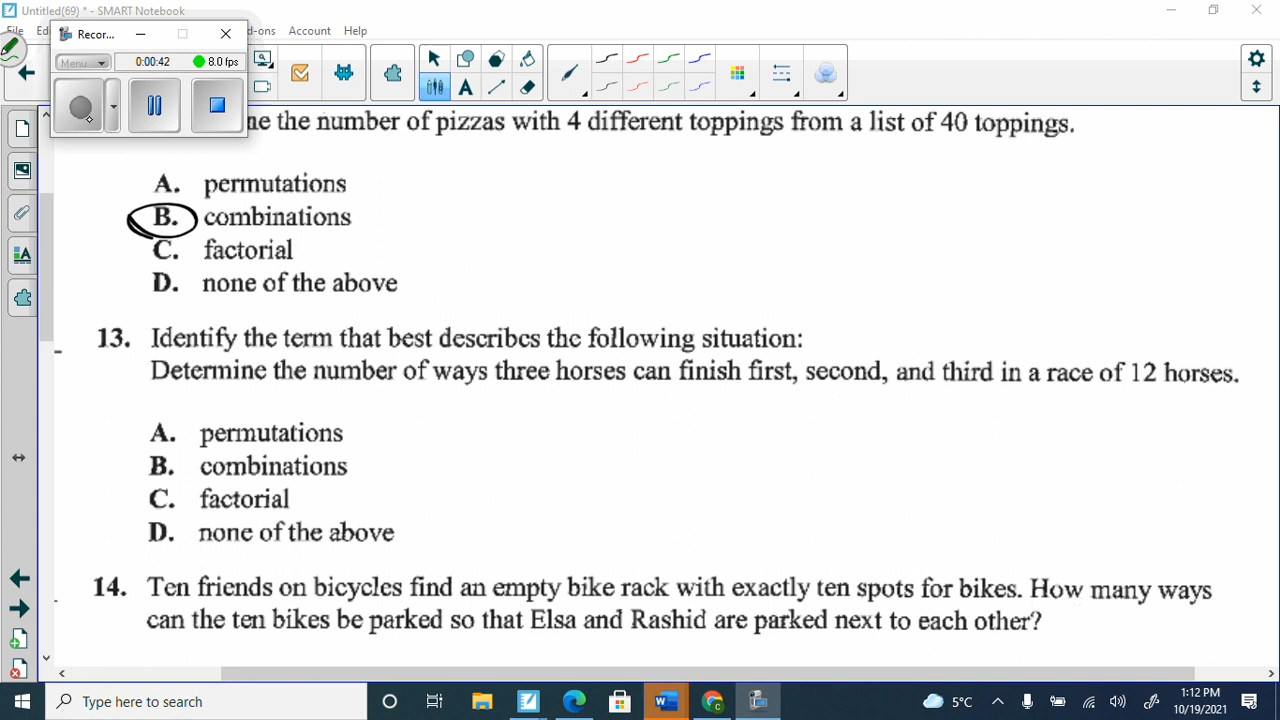 Untitled(69) * - SMART Notebook
File
d-ons Account Help
Recor...
Menu
0:00:42
8.0 fps
ne the number of pizzas with 4 different toppings from a list of 40 toppings.
A. permutations
B. combinations
C. factorial
D. none of the above
13. Identify the term that best describes the following situation:
Determine the number of ways three horses can finish first, second, and third in a race of 12 horses.
A. permutations
B. combinations
C. factorial
D. none of the above
14. Ten friends on bicycles find an empty bike rack with exactly ten spots for bikes. How many ways
can the ten bikes be parked so that Elsa and Rashid are parked next to each other?
Type here to search
5°C
1:12 PM
10/19/2021